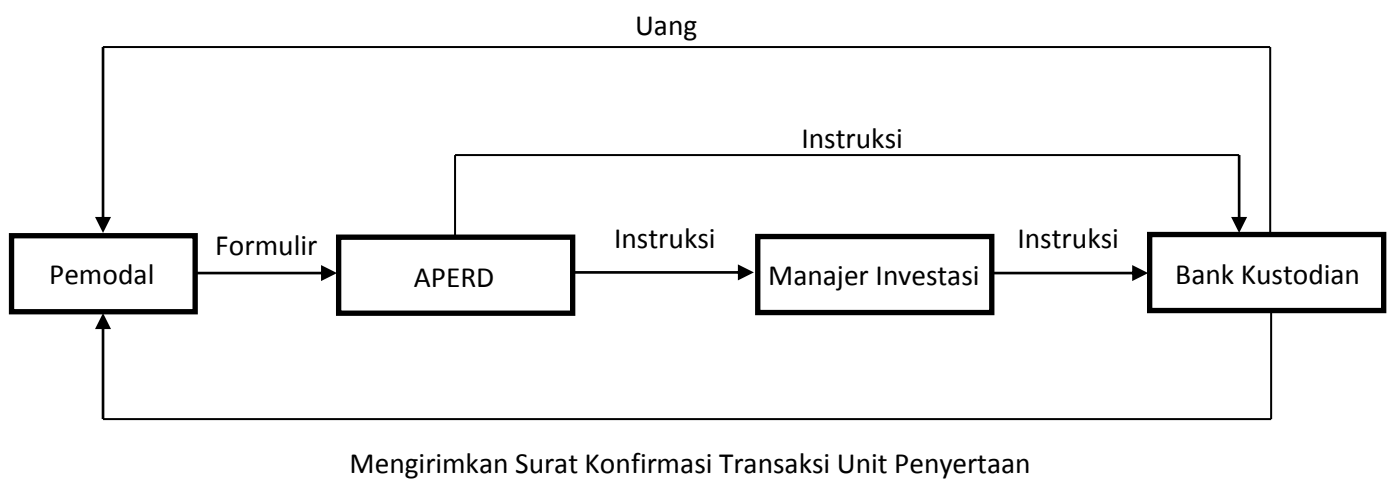 Uang
Instruksi
Formulir
Instruksi
Instruksi
Pemodal
APERD
Manajer Investasi
Bank Kustodian
Mengirimkan Surat Konfirmasi Transaksi Unit Penyertaan